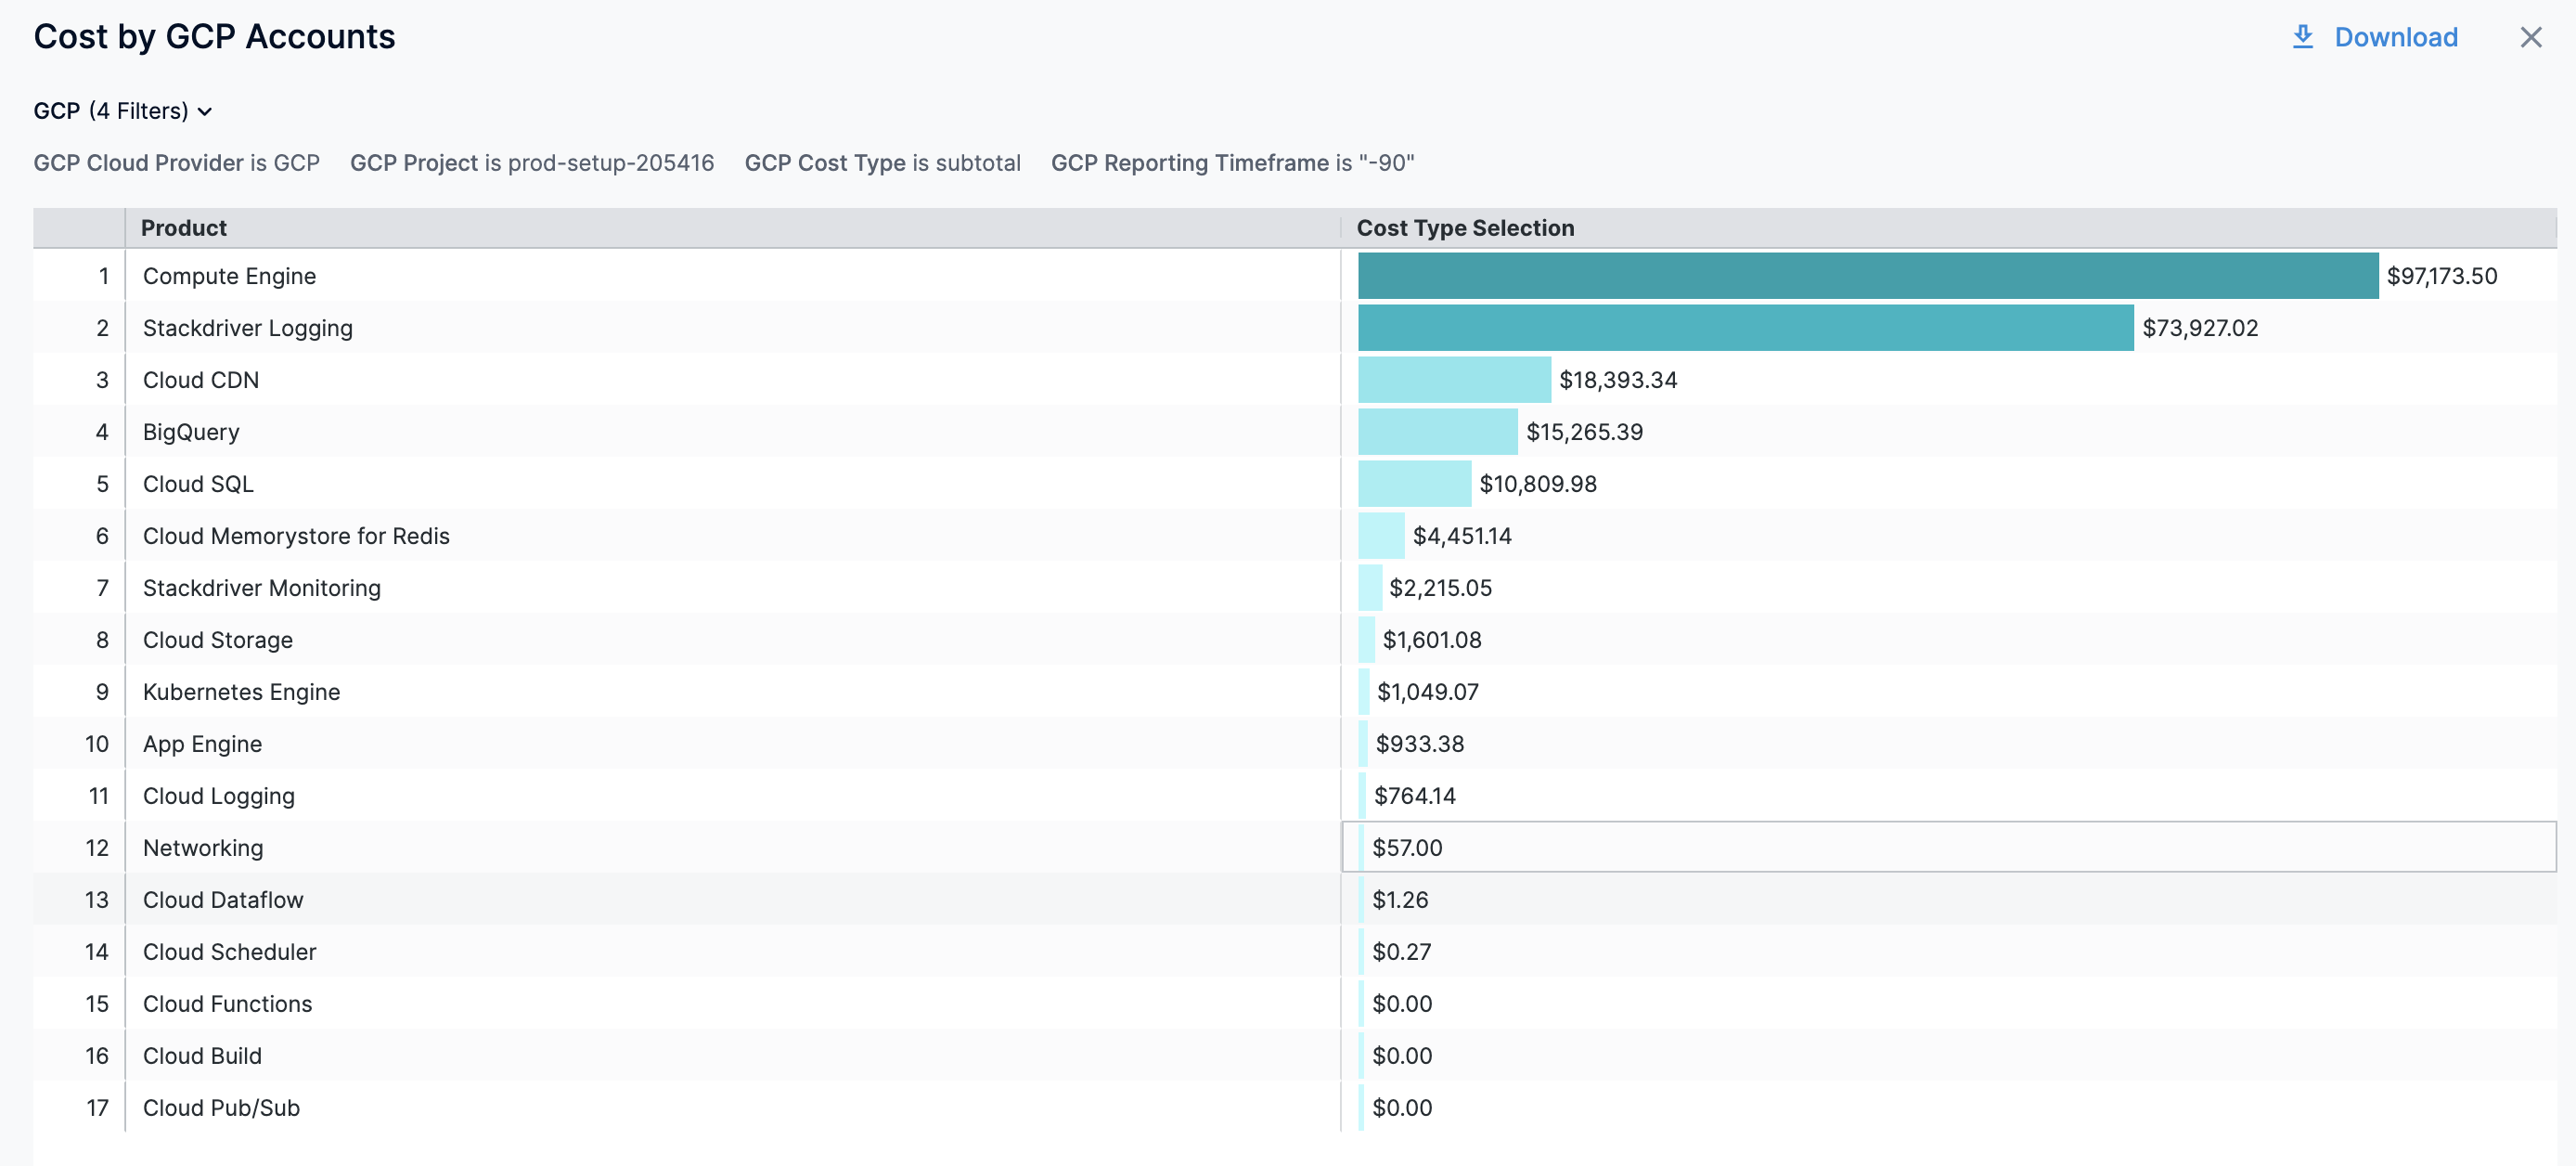 Cost by GCP Accounts
Download
GCP (4 Filters)
GCP Cloud Provider is GCP GCP Project is prod-setup-205416 GCP Cost Type is subtotal GCP Reporting Timeframe is "-90"
Product Cost Type Selection
1 Compute Engine $97,173.50
2 Stackdriver Logging $73,927.02
3 Cloud CDN $18,393.34
4 BigQuery $15,265.39
5 Cloud SQL $10,809.98
6 Cloud Memorystore for Redis $4,451.14
7 Stackdriver Monitoring $2,215.05
8 Cloud Storage $1,601.08
9 Kubernetes Engine $1,049.07
10 App Engine $933.38
11 Cloud Logging $764.14
12 Networking $57.00
13 Cloud Dataflow $1.26
14 Cloud Scheduler $0.27
15 Cloud Functions $0.00
16 Cloud Build $0.00
17 Cloud Pub/Sub $0.00